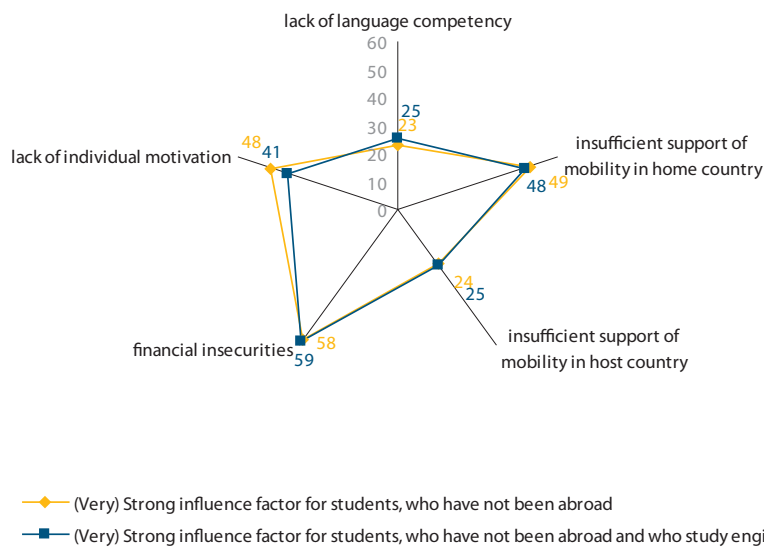 lack of language competency
60
50
40
30
20
10
0
25
23
48
41
lack of individual motivation
insufficient support of
mobility in home country
48 49
24
25
insufficient support of
mobility in host country
financial insecurities
58
59
(Very) Strong influence factor for students, who have not been abroad
(Very) Strong influence factor for students, who have not been abroad and who study engi